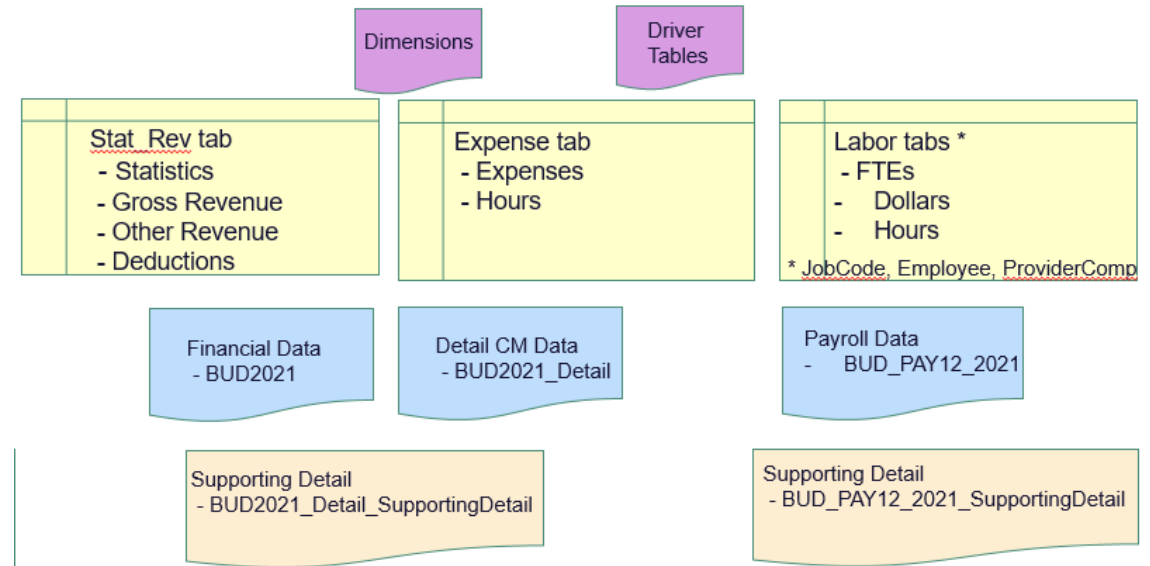 Dimensions
Driver
Tables
Stat_Rev tab
- Statistics
- Gross Revenue
- Other Revenue
- Deductions
Expense tab
- Expenses
- Hours
Labor tabs *
- FTEs
- Dollars
- Hours
* JobCode, Employee, ProviderComp
Financial Data
- BUD2021
Detail CM Data
- BUD2021_Detail
Payroll Data
- BUD_PAY12_2021
Supporting Detail
- BUD2021_Detail_SupportingDetail
Supporting Detail
- BUD_PAY12_2021_SupportingDetail